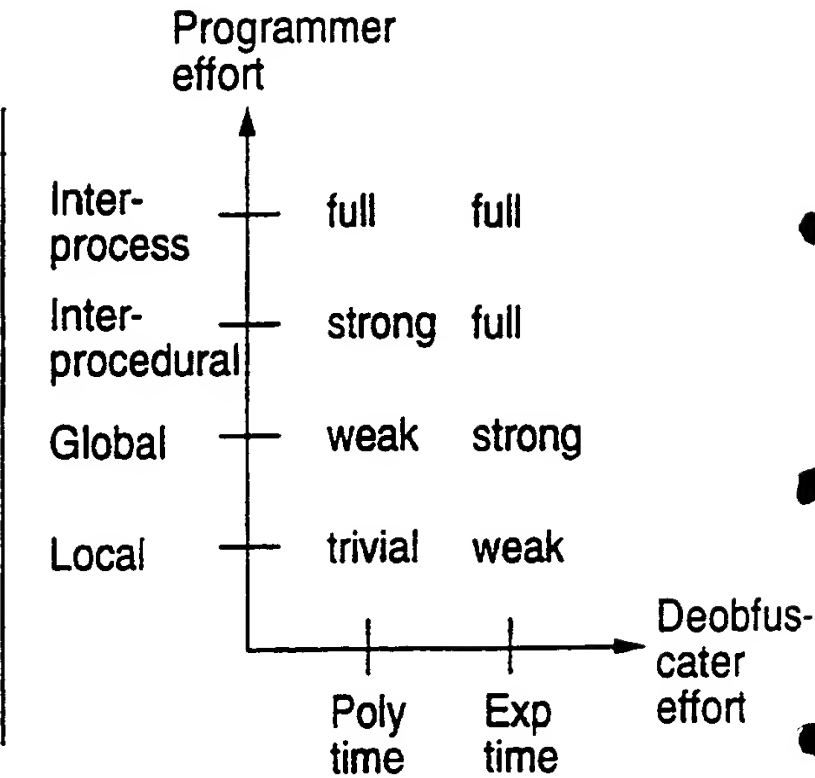 Programmer
effort
Inter-
process
full full
Inter-
procedural
strong full
Global weak strong
Local trivial weak
Deobfus-
cater
effort
Poly
time
Exp
time